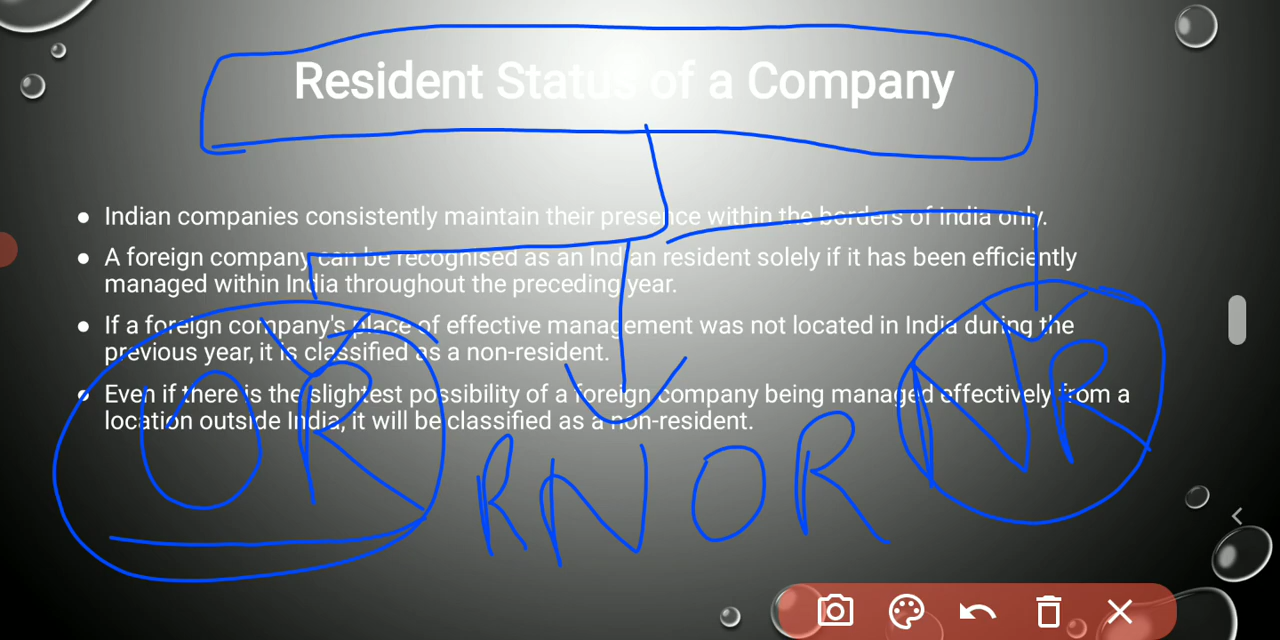 Resident Status of a Company
● Indian companies consistently maintain their presence within the borders of India only.
● A foreign company can be recognised as an Indian resident solely if it has been efficiently
managed within India throughout the preceding year.
● If a foreign company's place of effective management was not located in India during the
previous year, it is classified as a non-resident.
● Even if there is the slightest possibility of a foreign company being managed effectively from a
location outside India, it will be classified as a non-resident.
OR RNOR NR